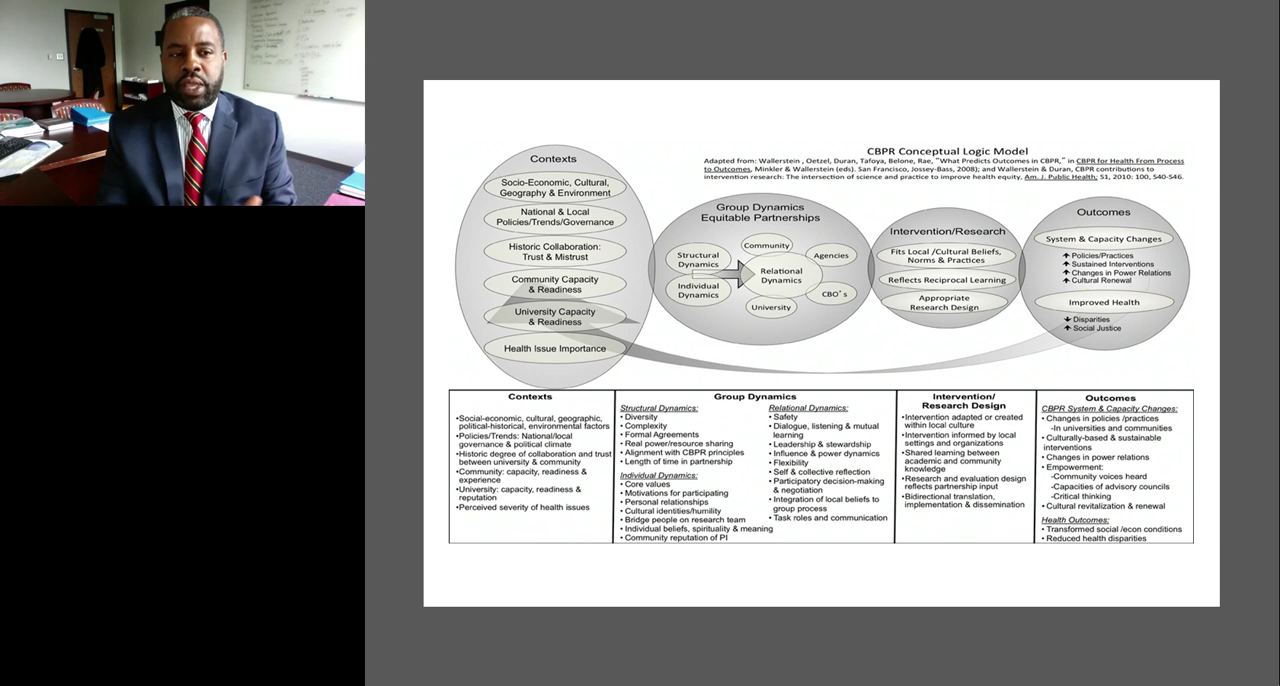 CBPR Conceptual Logic Model
Adapted from: Wallerstein , Oetzel, Duran, Tafoya, Belone, Rae, "What Predicts Outcomes in CBPR," in CBPR for Health From Process
to Outcomes, Minkler & Wallerstein (eds). San Francisco, Jossey-Bass, 2008); and Wallerstein & Duran, CBPR contributions to
intervention research: The intersection of science and practice to improve health equity, Am. J. Public Health; S1, 2010: 100, S40-S46.
Contexts
Socio-Economic, Cultural,
Geography & Environment
National & Local
Policies/Trends/Governance
Historic Collaboration:
Trust & Mistrust
Community Capacity
& Readiness
University Capacity
& Readiness
Health Issue Importance
Group Dynamics
Equitable Partnerships
Structural
Dynamics
Individual
Dynamics
Community
Agencies
Relational
Dynamics
CBO's
University
Intervention/Research
Fits Local /Cultural Beliefs,
Norms & Practices
Reflects Reciprocal Learning
Appropriate
Research Design
Outcomes
System & Capacity Changes
Policies/Practices
Sustained Interventions
Changes in Power Relations
Cultural Renewal
Improved Health
Disparities
Social Justice
Contexts
•Social-economic, cultural, geographic,
political-historical, environmental factors
•Policies/Trends: National/local
governance & political climate
•Historic degree of collaboration and trust
between university & community
•Community: capacity, readiness &
experience
•University: capacity, readiness &
reputation
•Perceived severity of health issues
Group Dynamics
Structural Dynamics:
• Diversity
• Complexity
• Formal Agreements
• Real power/resource sharing
• Alignment with CBPR principles
• Length of time in partnership
Individual Dynamics:
• Core values
• Motivations for participating
• Personal relationships
• Cultural identities/humility
• Bridge people on research team
• Individual beliefs, spirituality & meaning
• Community reputation of PI
Relational Dynamics:
• Safety
• Dialogue, listening & mutual
learning
• Leadership & stewardship
• Influence & power dynamics
• Flexibility
• Self & collective reflection
• Participatory decision-making
& negotiation
• Integration of local beliefs to
group process
• Task roles and communication
Intervention/
Research Design
•Intervention adapted or created
within local culture
•Intervention informed by local
settings and organizations
•Shared learning between
academic and community
knowledge
•Research and evaluation design
reflects partnership input
•Bidirectional translation,
implementation & dissemination
Outcomes
CBPR System & Capacity Changes:
• Changes in policies /practices
-In universities and communities
• Culturally-based & sustainable
interventions
• Changes in power relations
• Empowerment:
-Community voices heard
-Capacities of advisory councils
-Critical thinking
• Cultural revitalization & renewal
Health Outcomes:
• Transformed social /econ conditions
• Reduced health disparities